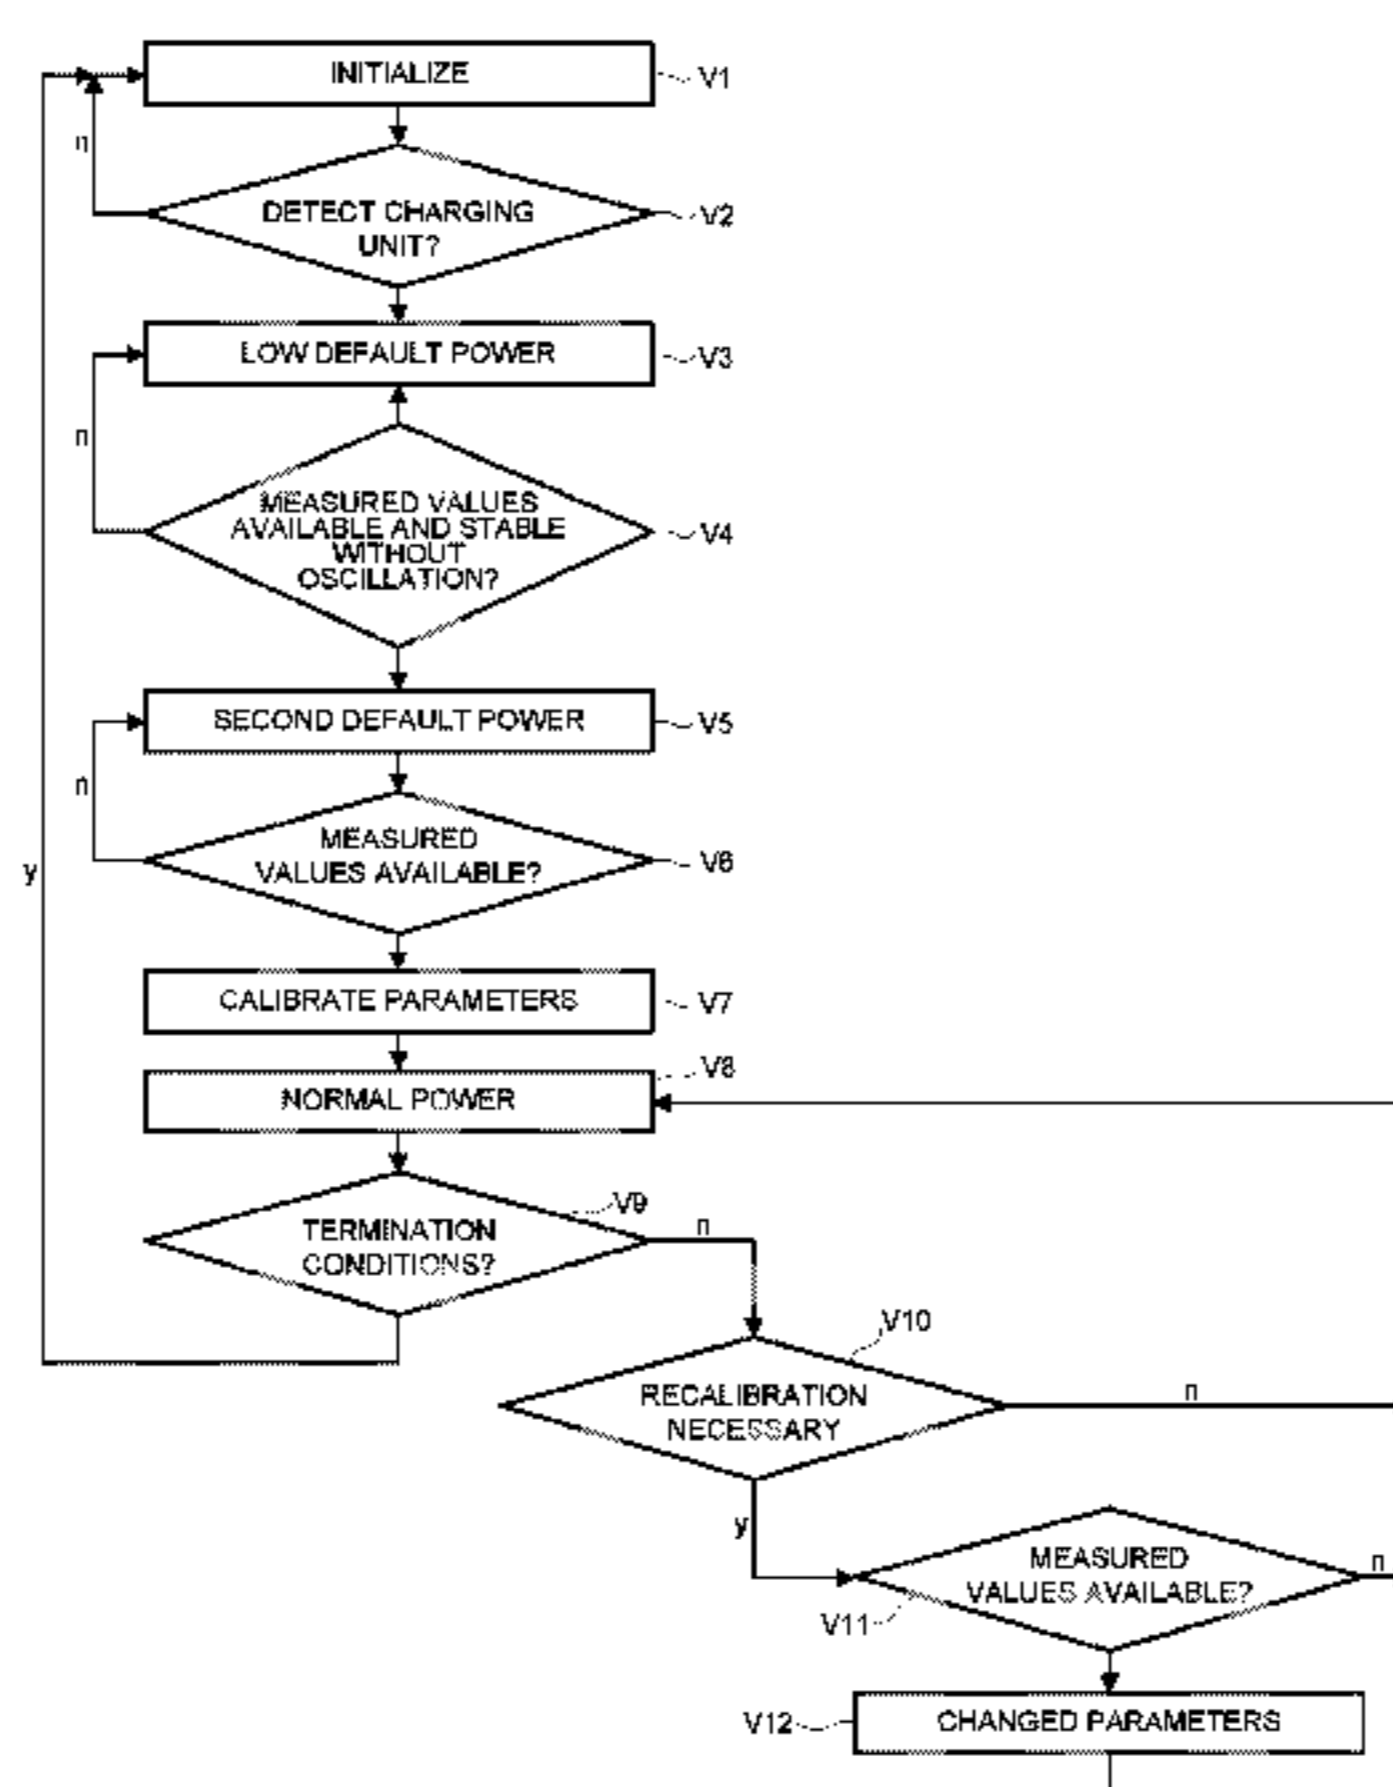 INITIALIZE
V1
n
DETECT CHARGING
UNIT?
V2
LOW DEFAULT POWER
V3
n
MEASURED VALUES
AVAILABLE AND STABLE
WITHOUT
OSCILLATION?
V4
SECOND DEFAULT POWER
V5
n
MEASURED
VALUES AVAILABLE?
V6
y
CALIBRATE PARAMETERS
V7
NORMAL POWER
V8
TERMINATION
CONDITIONS?
V9
n
RECALIBRATION
NECESSARY
V10
n
y
MEASURED
VALUES AVAILABLE?
n
V11
V12
CHANGED PARAMETERS